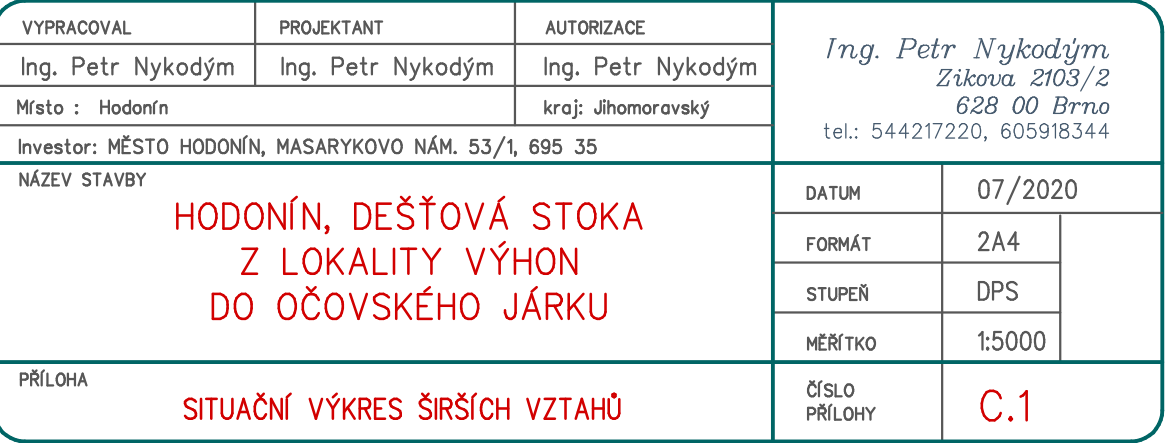 VYPRACOVAL PROJEKTANT AUTORIZACE
Ing. Petr Nykodým Ing. Petr Nykodým Ing. Petr Nykodým
Místo : Hodonín kraj: Jihomoravský
Investor: MĚSTO HODONÍN, MASARYKOVO NÁM. 53/1, 695 35
Ing. Petr Nykodým
Zikova 2103/2
628 00 Brno
tel.: 544217220, 605918344
NÁZEV STAVBY
HODONÍN, DEŠŤOVÁ STOKA
Z LOKALITY VÝHON
DO OČOVSKÉHO JÁRKU
DATUM 07/2020
FORMÁT 2A4
STUPEŇ DPS
MĚŘÍTKO 1:5000
PŘÍLOHA
SITUAČNÍ VÝKRES ŠIRŠÍCH VZTAHŮ
ČÍSLO
PŘÍLOHY
C.1